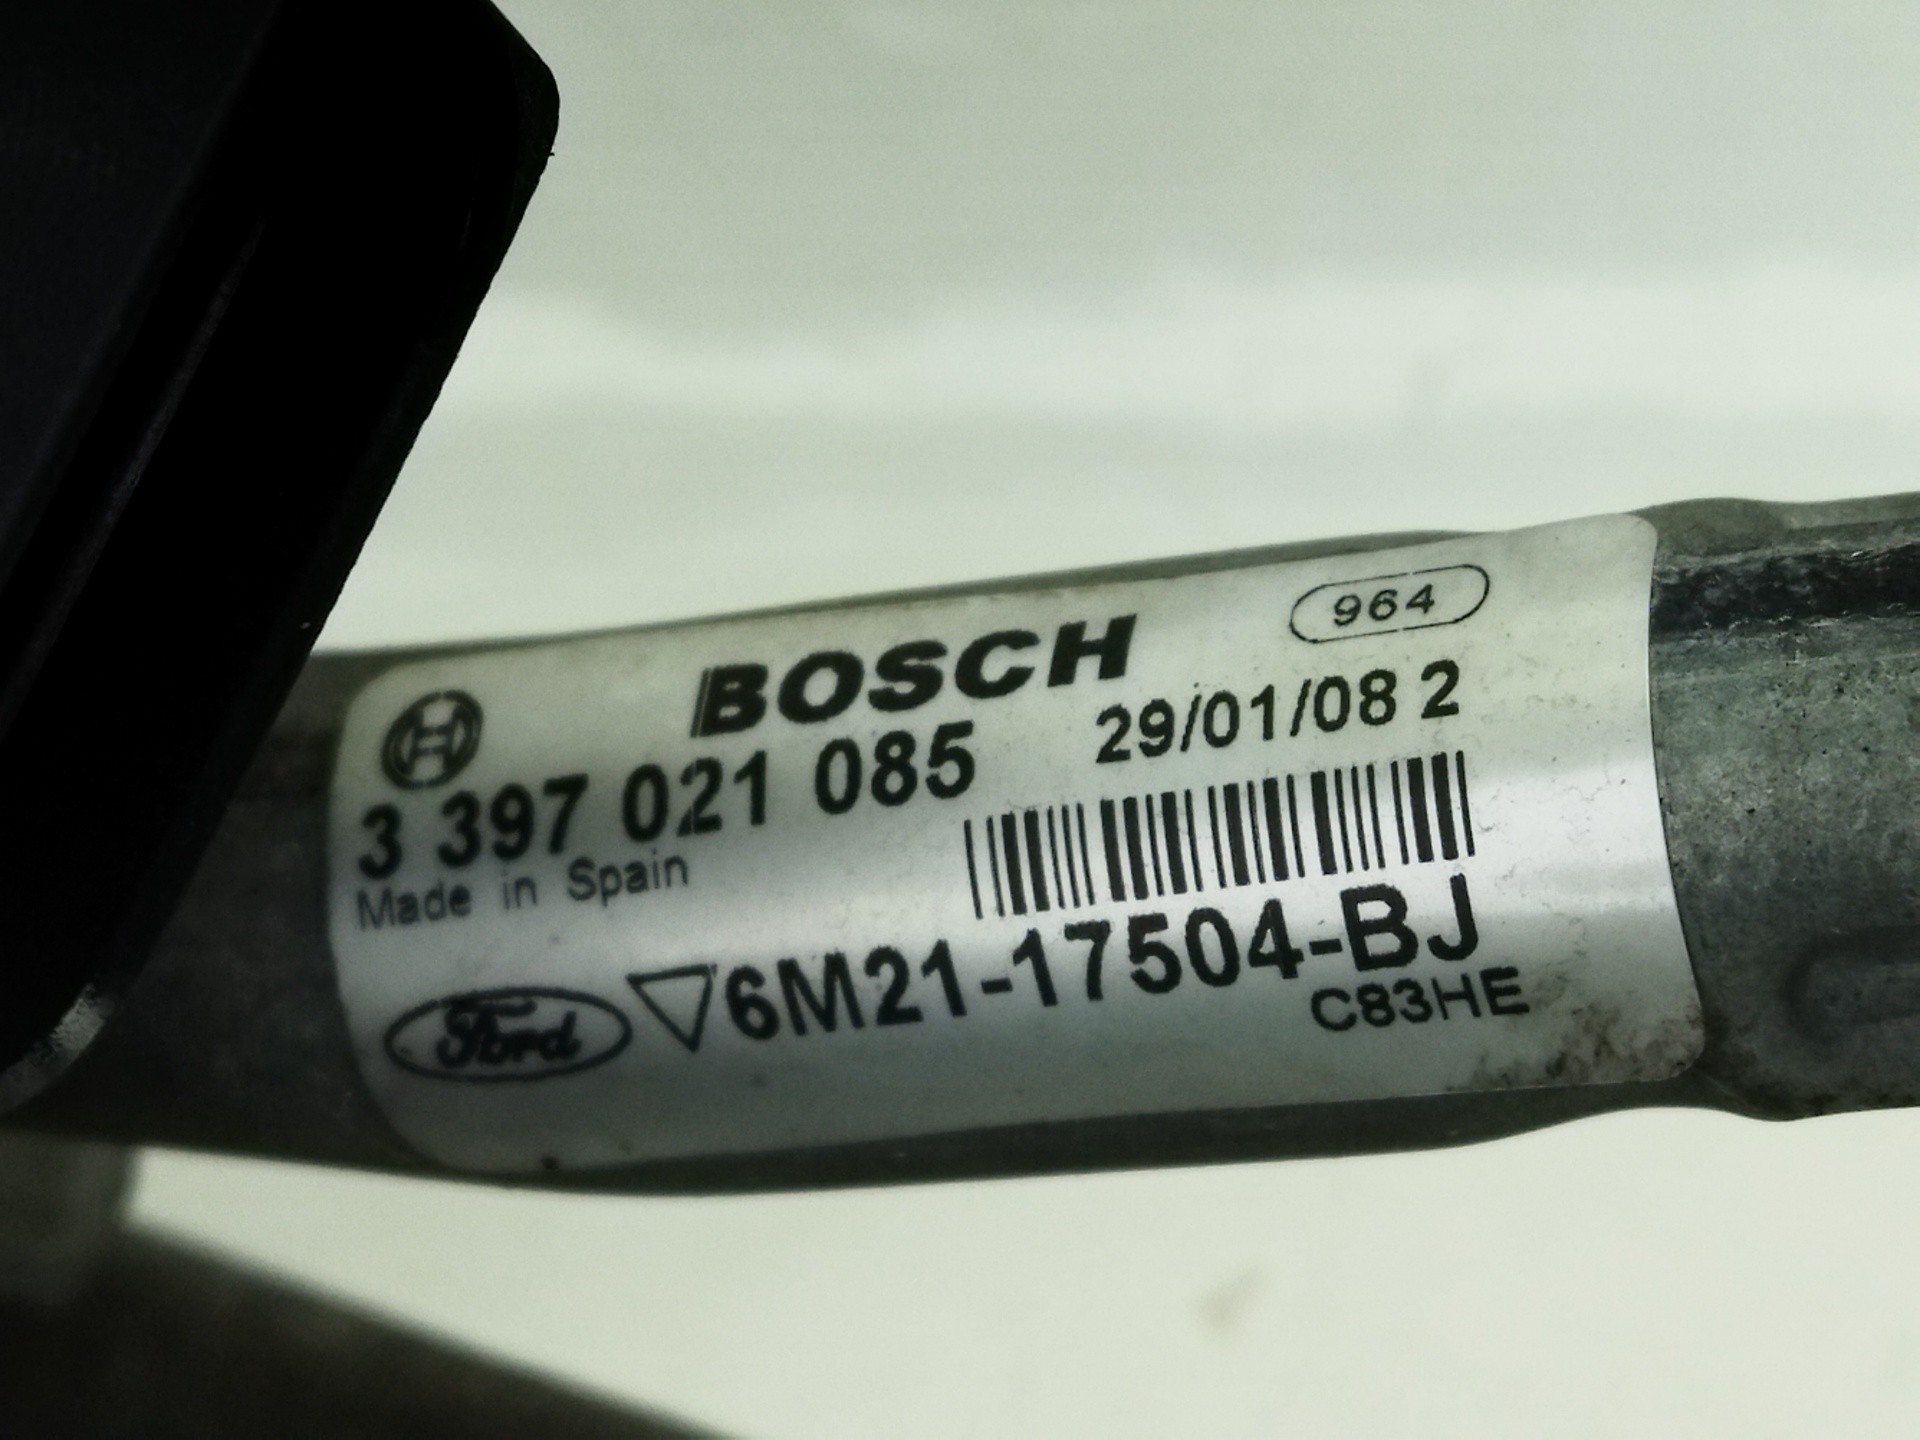 BOSCH
964
3 397 021 085
29/01/08 2
Made in Spain
Ford
6M21-17504-BJ
C83HE